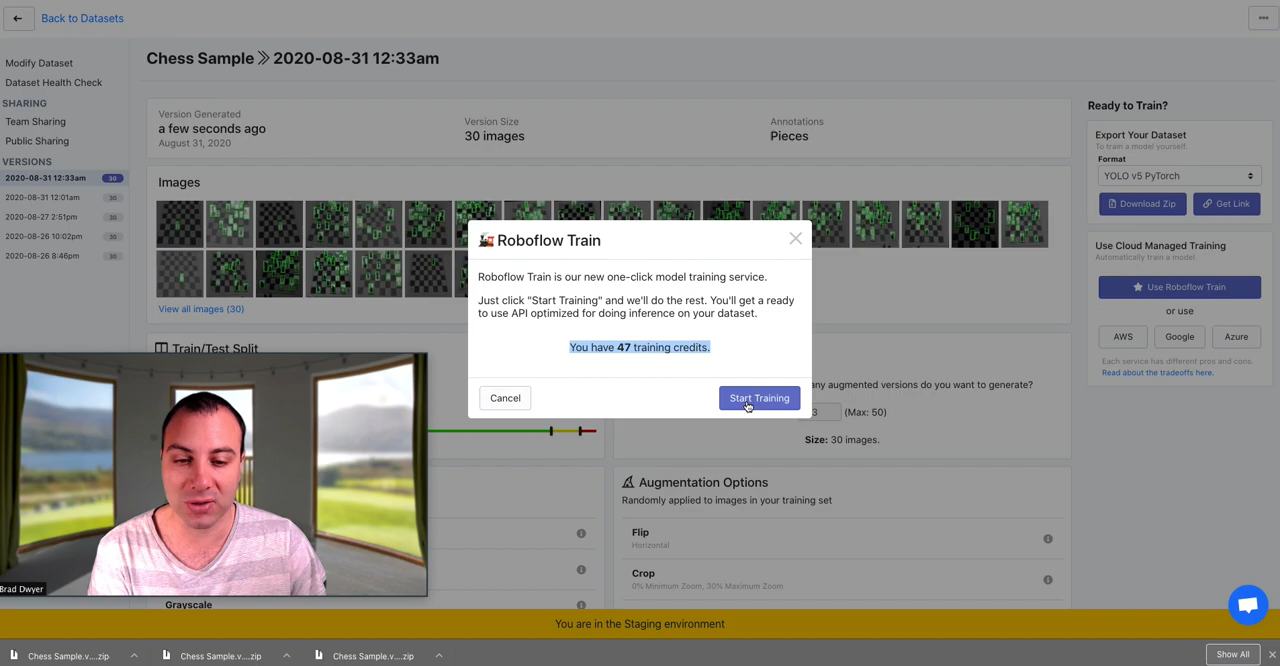 Back to Datasets
Modify Dataset
Dataset Health Check
SHARING
Team Sharing
Public Sharing
VERSIONS
2020-08-31 12:33am 30
2020-08-31 12:01am 30
2020-08-27 2:51pm 30
2020-08-26 10:02pm 30
2020-08-26 8:46pm 30
Chess Sample 2020-08-31 12:33am
Version Generated
a few seconds ago
August 31, 2020
Version Size
30 images
Annotations
Pieces
Images
View all images (30)
Train/Test Split
Roboflow Train
Roboflow Train is our new one-click model training service.
Just click "Start Training" and we'll do the rest. You'll get a ready
to use API optimized for doing inference on your dataset.
You have 47 training credits.
Cancel
Start Training
any augmented versions do you want to generate?
3 (Max: 50)
Size: 30 images.
Augmentation Options
Randomly applied to images in your training set
Flip
Horizontal
Crop
0% Minimum Zoom, 30% Maximum Zoom
Grayscale
Ready to Train?
Export Your Dataset
To train a model yourself.
Format
YOLO v5 PyTorch
Download Zip
Get Link
Use Cloud Managed Training
Automatically train a model.
Use Roboflow Train
or use
AWS
Google
Azure
Each service has different pros and cons.
Read about the tradeoffs here.
Brad Dwyer
You are in the Staging environment
Chess Sample.v....zip
Chess Sample.v....zip
Chess Sample.v....zip
Show All